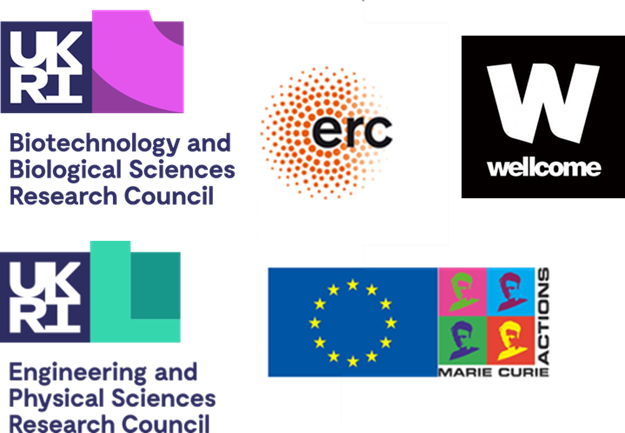 UK
RI
Biotechnology and
Biological Sciences
Research Council
erc
W
wellcome
UK
RI
Engineering and
Physical Sciences
Research Council
MARIE CURIE
ACTIONS